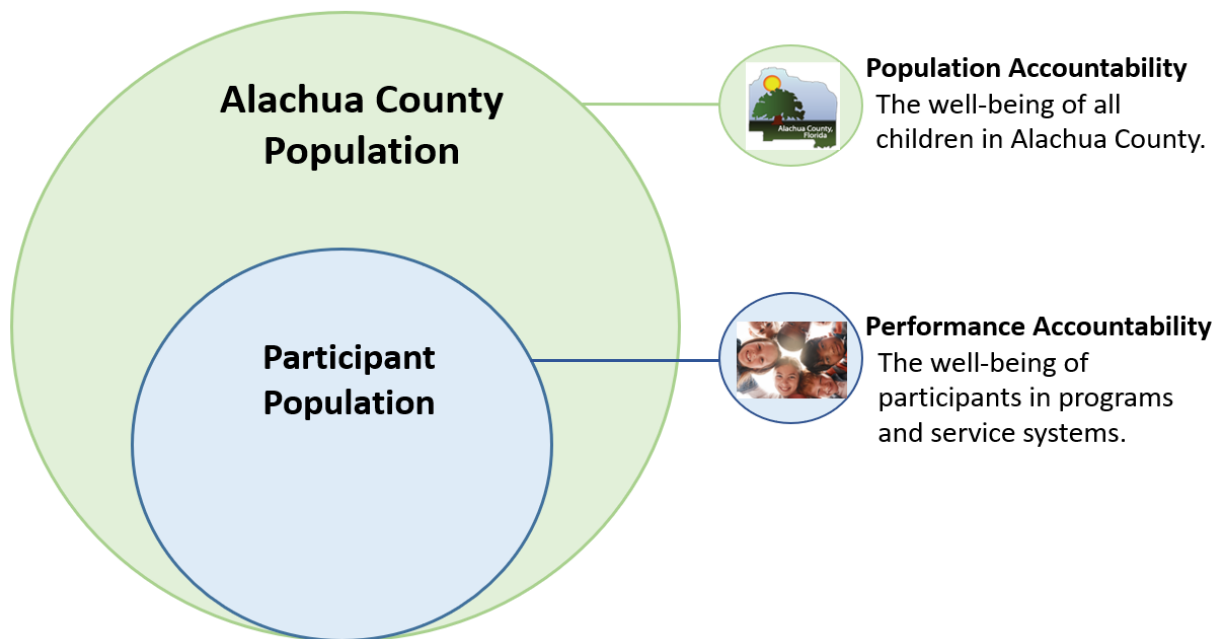 Alachua County
Population
Participant
Population
Alachua County,
Florida
Population Accountability
The well-being of all
children in Alachua County.
Performance Accountability
The well-being of
participants in programs
and service systems.